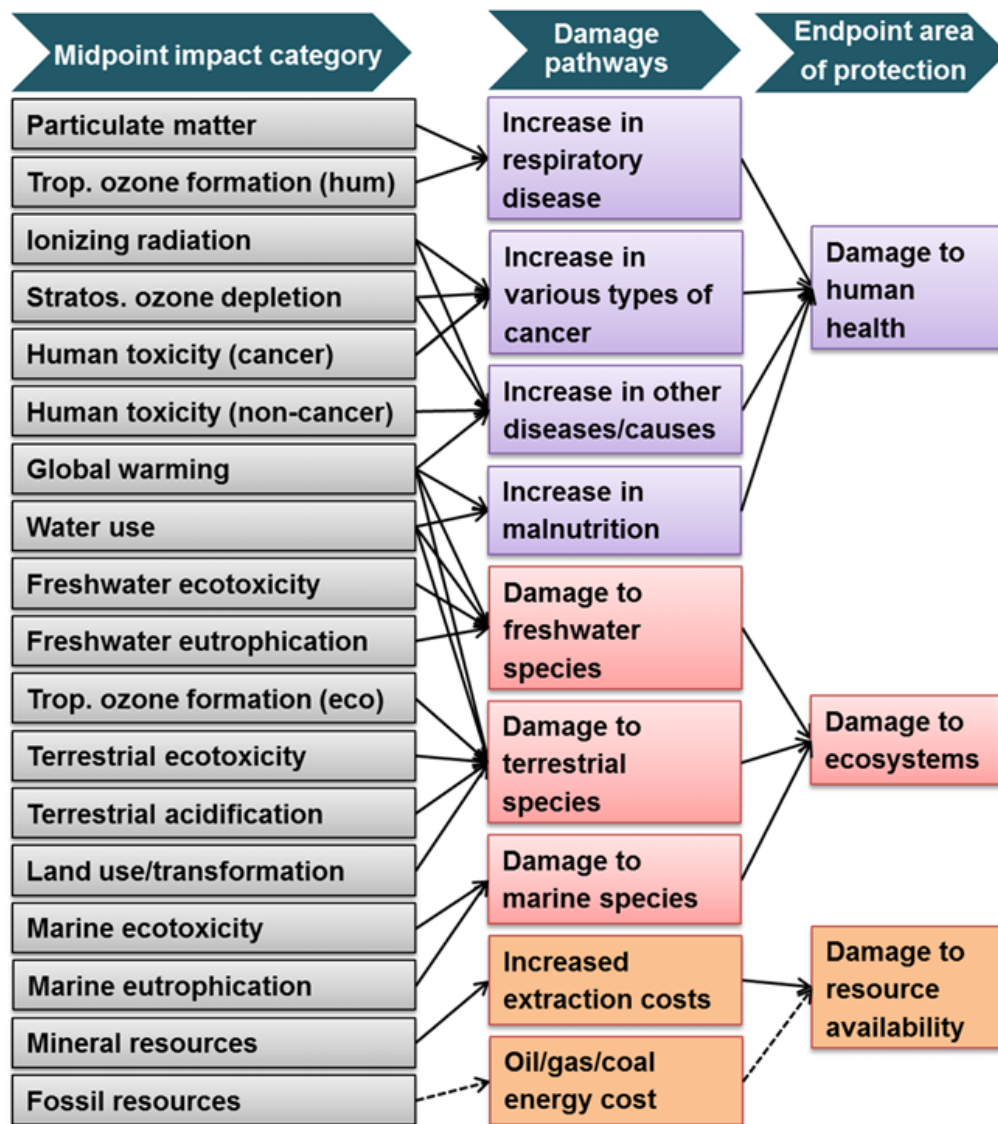 Midpoint impact category
Damage
pathways
Endpoint area
of protection
Particulate matter
Trop. ozone formation (hum)
Ionizing radiation
Stratos. ozone depletion
Human toxicity (cancer)
Human toxicity (non-cancer)
Global warming
Water use
Freshwater ecotoxicity
Freshwater eutrophication
Trop. ozone formation (eco)
Terrestrial ecotoxicity
Terrestrial acidification
Land use/transformation
Marine ecotoxicity
Marine eutrophication
Mineral resources
Fossil resources
Increase in
respiratory
disease
Increase in
various types of
cancer
Increase in other
diseases/causes
Increase in
malnutrition
Damage to
freshwater
species
Damage to
terrestrial
species
Damage to
marine species
Increased
extraction costs
Oil/gas/coal
energy cost
Damage to
human
health
Damage to
ecosystems
Damage to
resource
availability